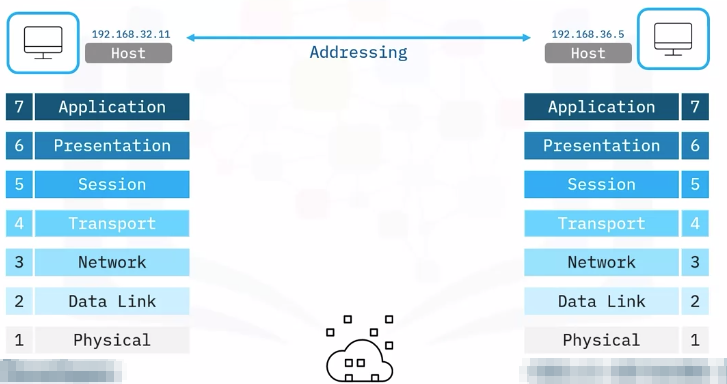 192.168.32.11
Host
Addressing
192.168.36.5
Host
7 Application
6 Presentation
5 Session
4 Transport
3 Network
2 Data Link
1 Physical
Application 7
Presentation 6
Session 5
Transport 4
Network 3
Data Link 2
Physical 1